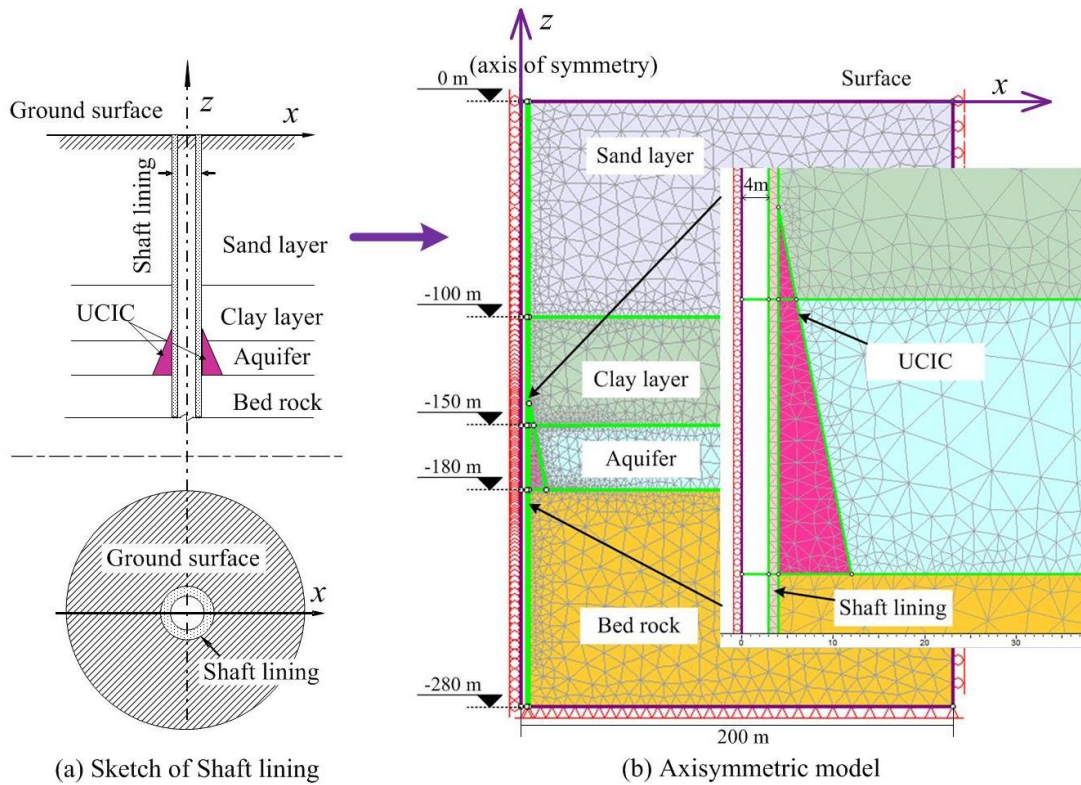 z
x
Ground surface
Shaft lining
Sand layer
UCIC
Clay layer
Aquifer
Bed rock
Ground surface
x
Shaft lining
(a) Sketch of Shaft lining
z
(axis of symmetry)
0 m
Surface
x
Sand layer
4m
-100 m
UCIC
Clay layer
-150 m
Aquifer
-180 m
Shaft lining
Bed rock
0 10 20 30
-280 m
200 m
(b) Axisymmetric model